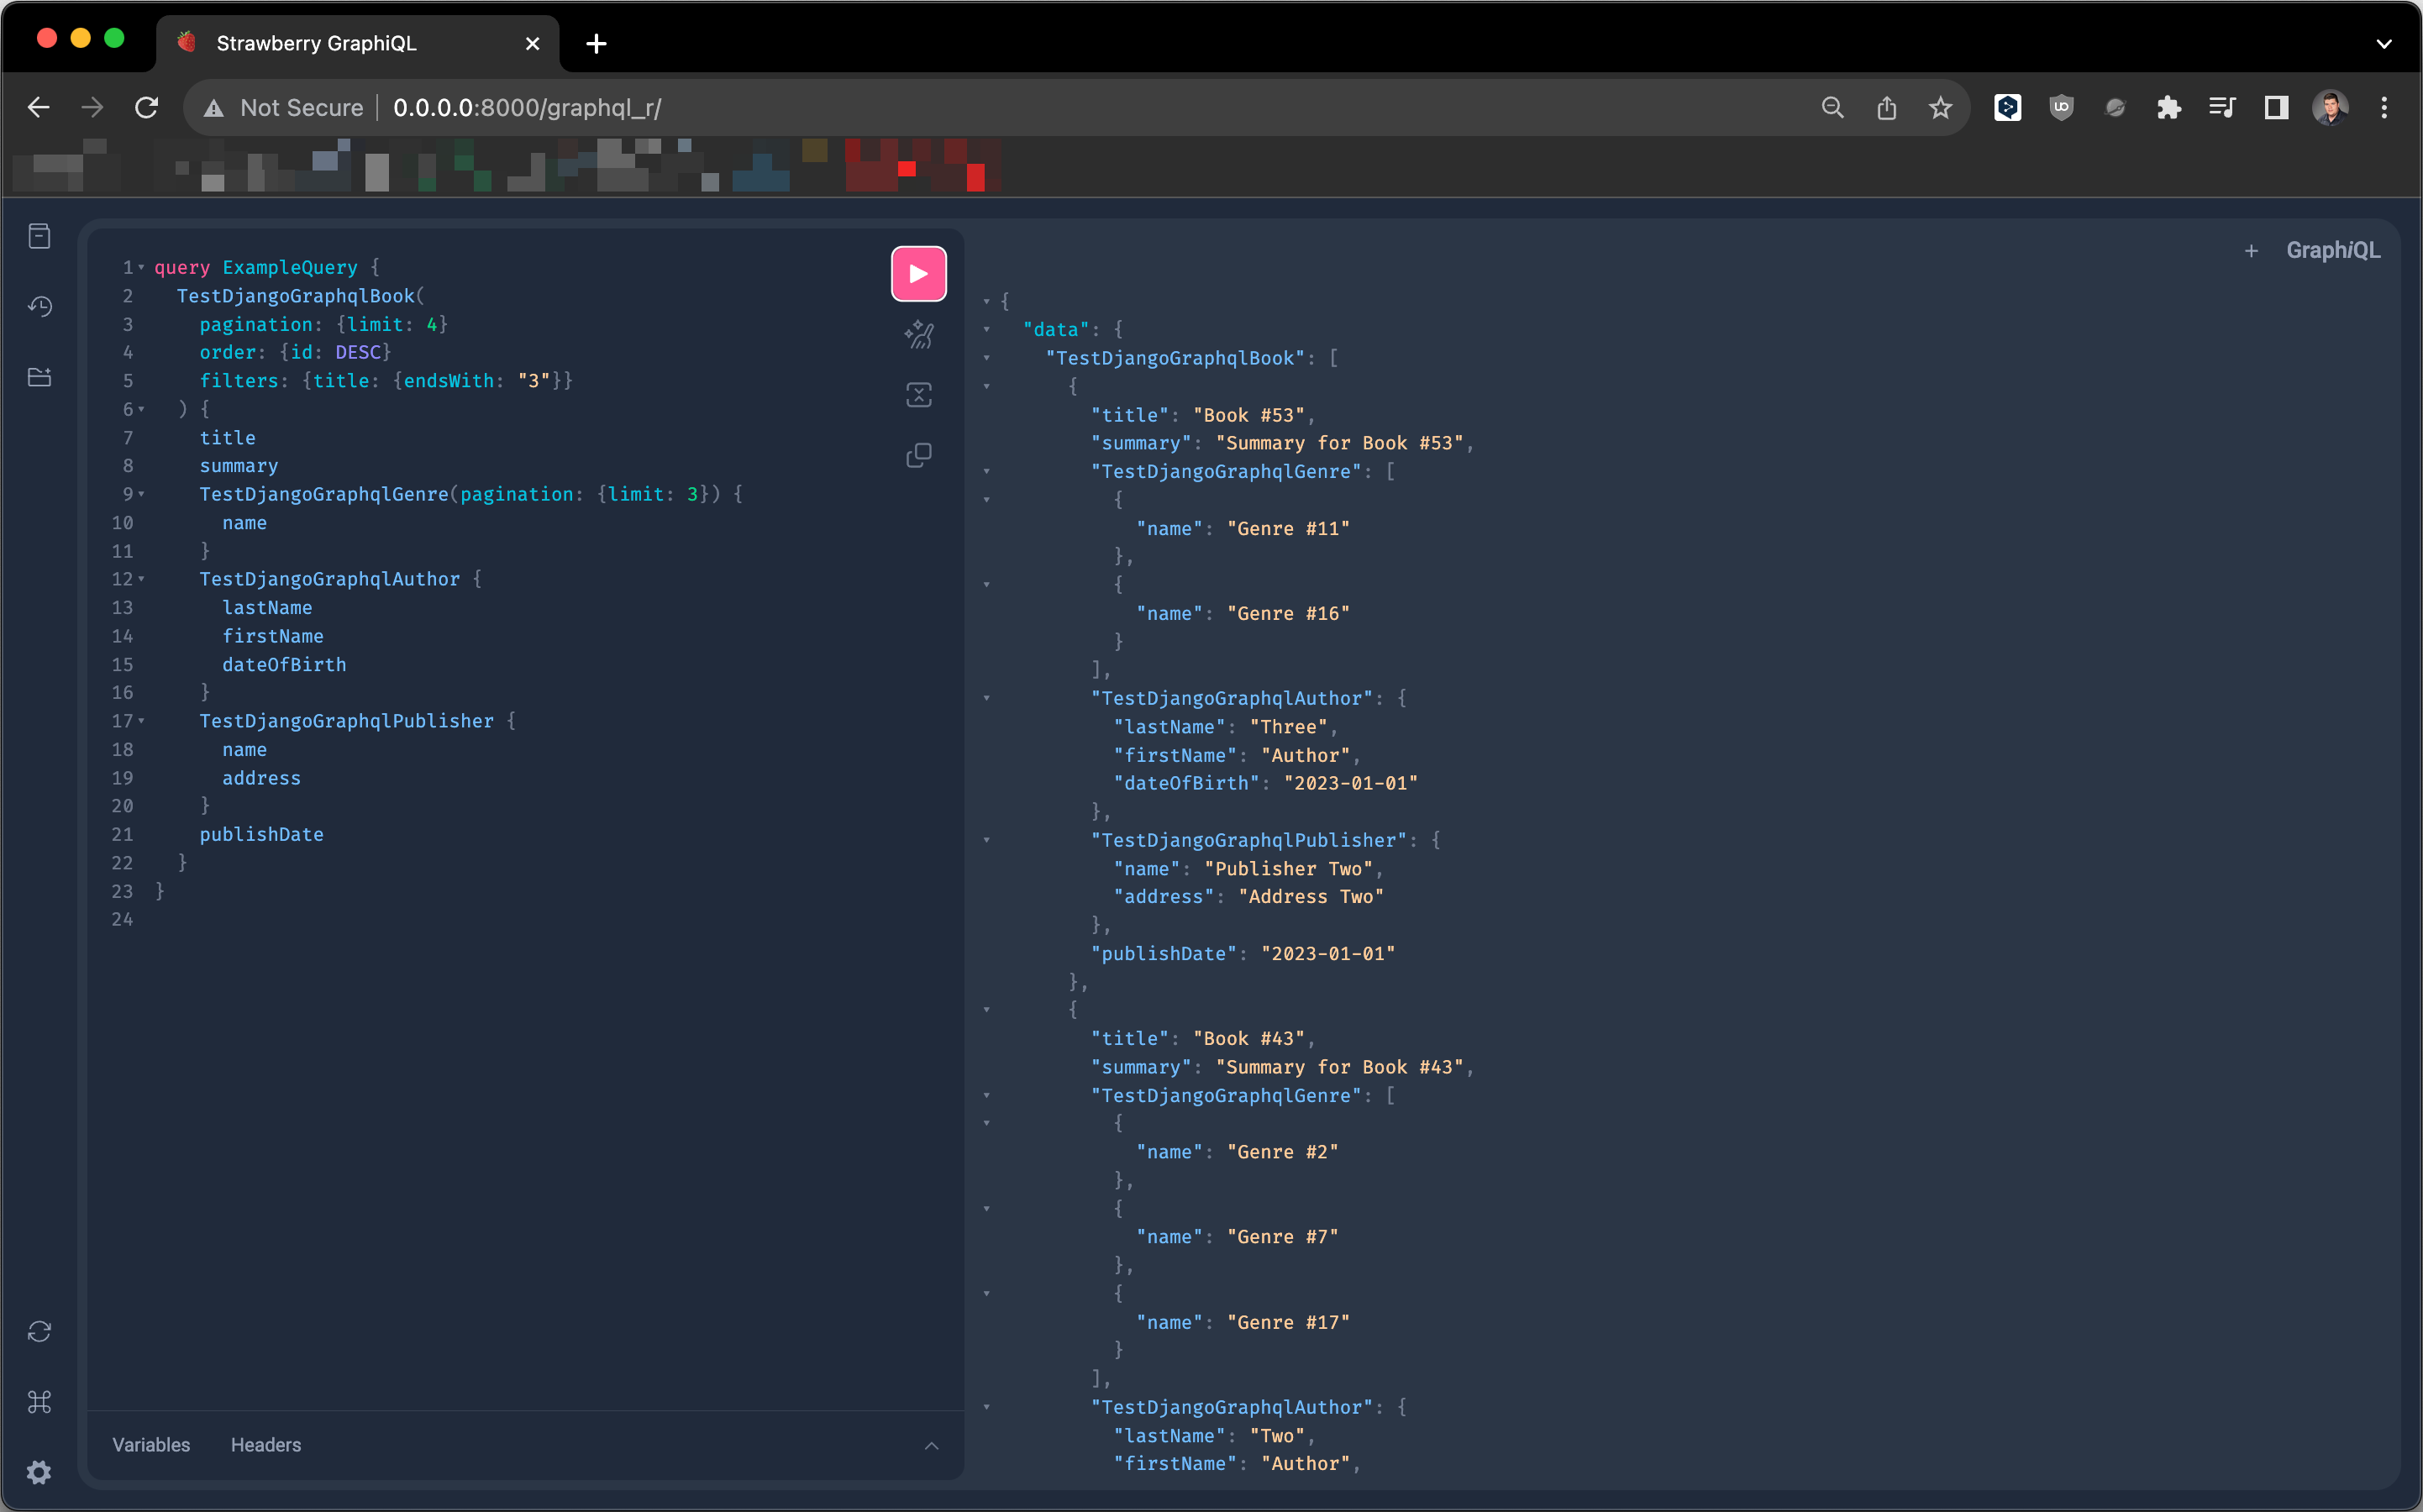 Strawberry GraphiQL
Not Secure 0.0.0.0:8000/graphql_r/
1 query ExampleQuery {
2 TestDjangoGraphqlBook(
3 pagination: {limit: 4}
4 order: {id: DESC}
5 filters: {title: {endsWith: "3"}}
6 ) {
7 title
8 summary
9 TestDjangoGraphqlGenre(pagination: {limit: 3}) {
10 name
11 }
12 TestDjangoGraphqlAuthor {
13 lastName
14 firstName
15 dateOfBirth
16 }
17 TestDjangoGraphqlPublisher {
18 name
19 address
20 }
21 publishDate
22 }
23 }
24
Variables Headers
+ GraphiQL
{
"data": {
"TestDjangoGraphqlBook": [
{
"title": "Book #53",
"summary": "Summary for Book #53",
"TestDjangoGraphqlGenre": [
{
"name": "Genre #11"
},
{
"name": "Genre #16"
}
],
"TestDjangoGraphqlAuthor": {
"lastName": "Three",
"firstName": "Author",
"dateOfBirth": "2023-01-01"
},
"TestDjangoGraphqlPublisher": {
"name": "Publisher Two",
"address": "Address Two"
},
"publishDate": "2023-01-01"
},
{
"title": "Book #43",
"summary": "Summary for Book #43",
"TestDjangoGraphqlGenre": [
{
"name": "Genre #2"
},
{
"name": "Genre #7"
},
{
"name": "Genre #17"
}
],
"TestDjangoGraphqlAuthor": {
"lastName": "Two",
"firstName": "Author",